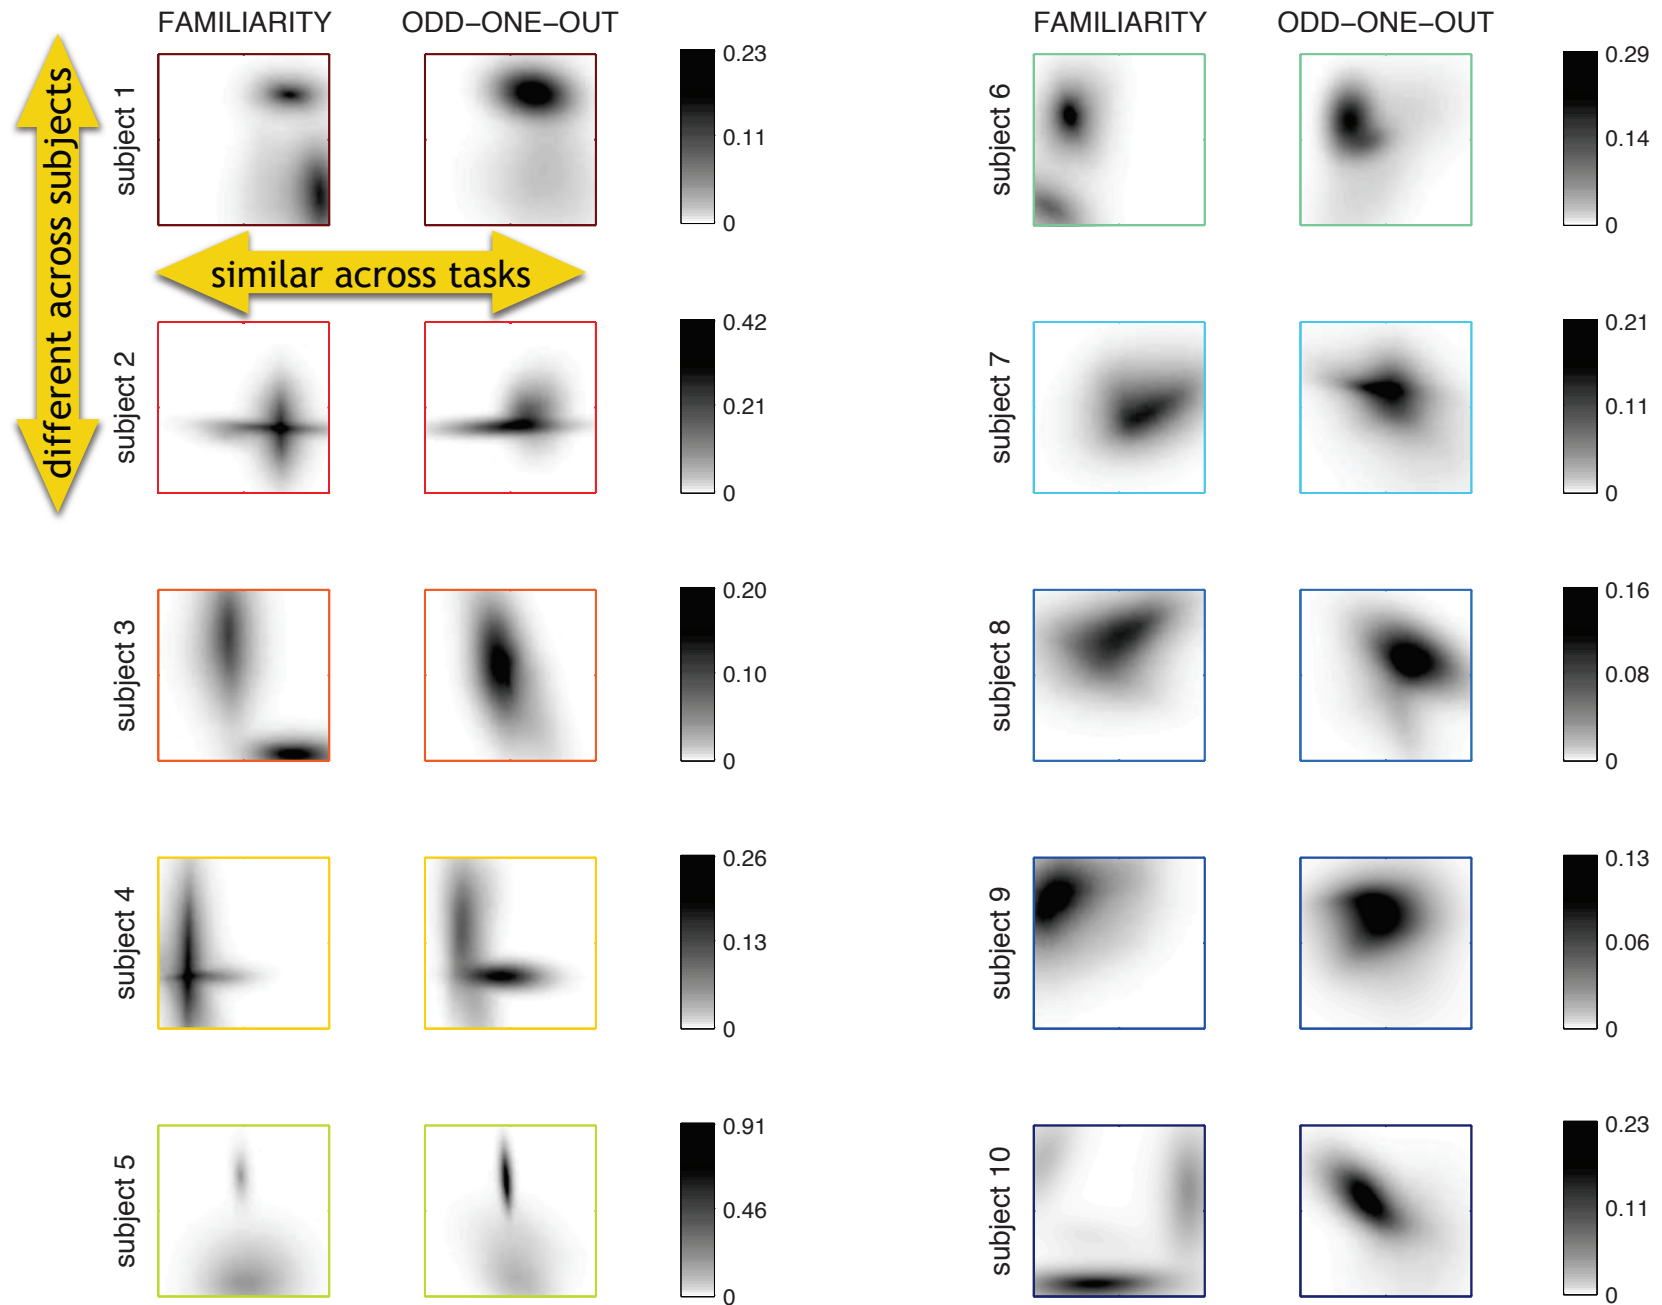 FAMILIARITY ODD−ONE−OUT
different across subjects
subject 1
0.23
0.11
0
similar across tasks
subject 2
0.42
0.21
0
subject 3
0.20
0.10
0
subject 4
0.26
0.13
0
subject 5
0.91
0.46
0
FAMILIARITY ODD−ONE−OUT
subject 6
0.29
0.14
0
subject 7
0.21
0.11
0
subject 8
0.16
0.08
0
subject 9
0.13
0.06
0
subject 10
0.23
0.11
0